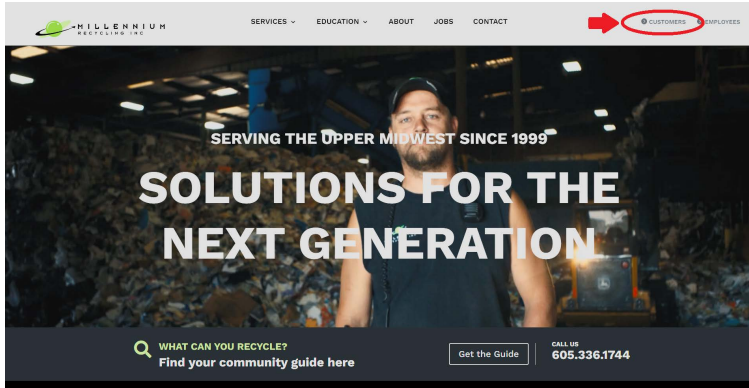 MILLENNIUM
RECYCLING INC
SERVICES
EDUCATION
ABOUT
JOBS
CONTACT
CUSTOMERS
EMPLOYEES
SERVING THE UPPER MIDWEST SINCE 1999
SOLUTIONS FOR THE
NEXT GENERATION
WHAT CAN YOU RECYCLE?
Find your community guide here
Get the Guide
CALL US
605.336.1744